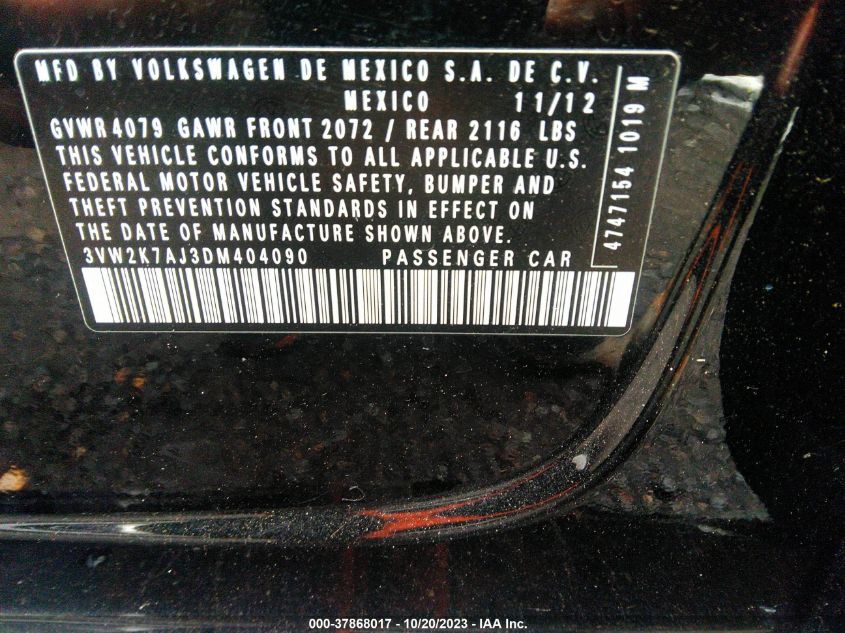 MFD BY VOLKSWAGEN DE MEXICO S.A. DE C.V.
MEXICO 11/12
GVWR 4079 GAWR FRONT 2072 / REAR 2116 LBS
THIS VEHICLE CONFORMS TO ALL APPLICABLE U.S.
FEDERAL MOTOR VEHICLE SAFETY, BUMPER AND
THEFT PREVENTION STANDARDS IN EFFECT ON
THE DATE OF MANUFACTURE SHOWN ABOVE.
3VW2K7AJ3DM404090 PASSENGER CAR
4747154 1019 M
000-37868017 - 10/20/2023 - IAA Inc.